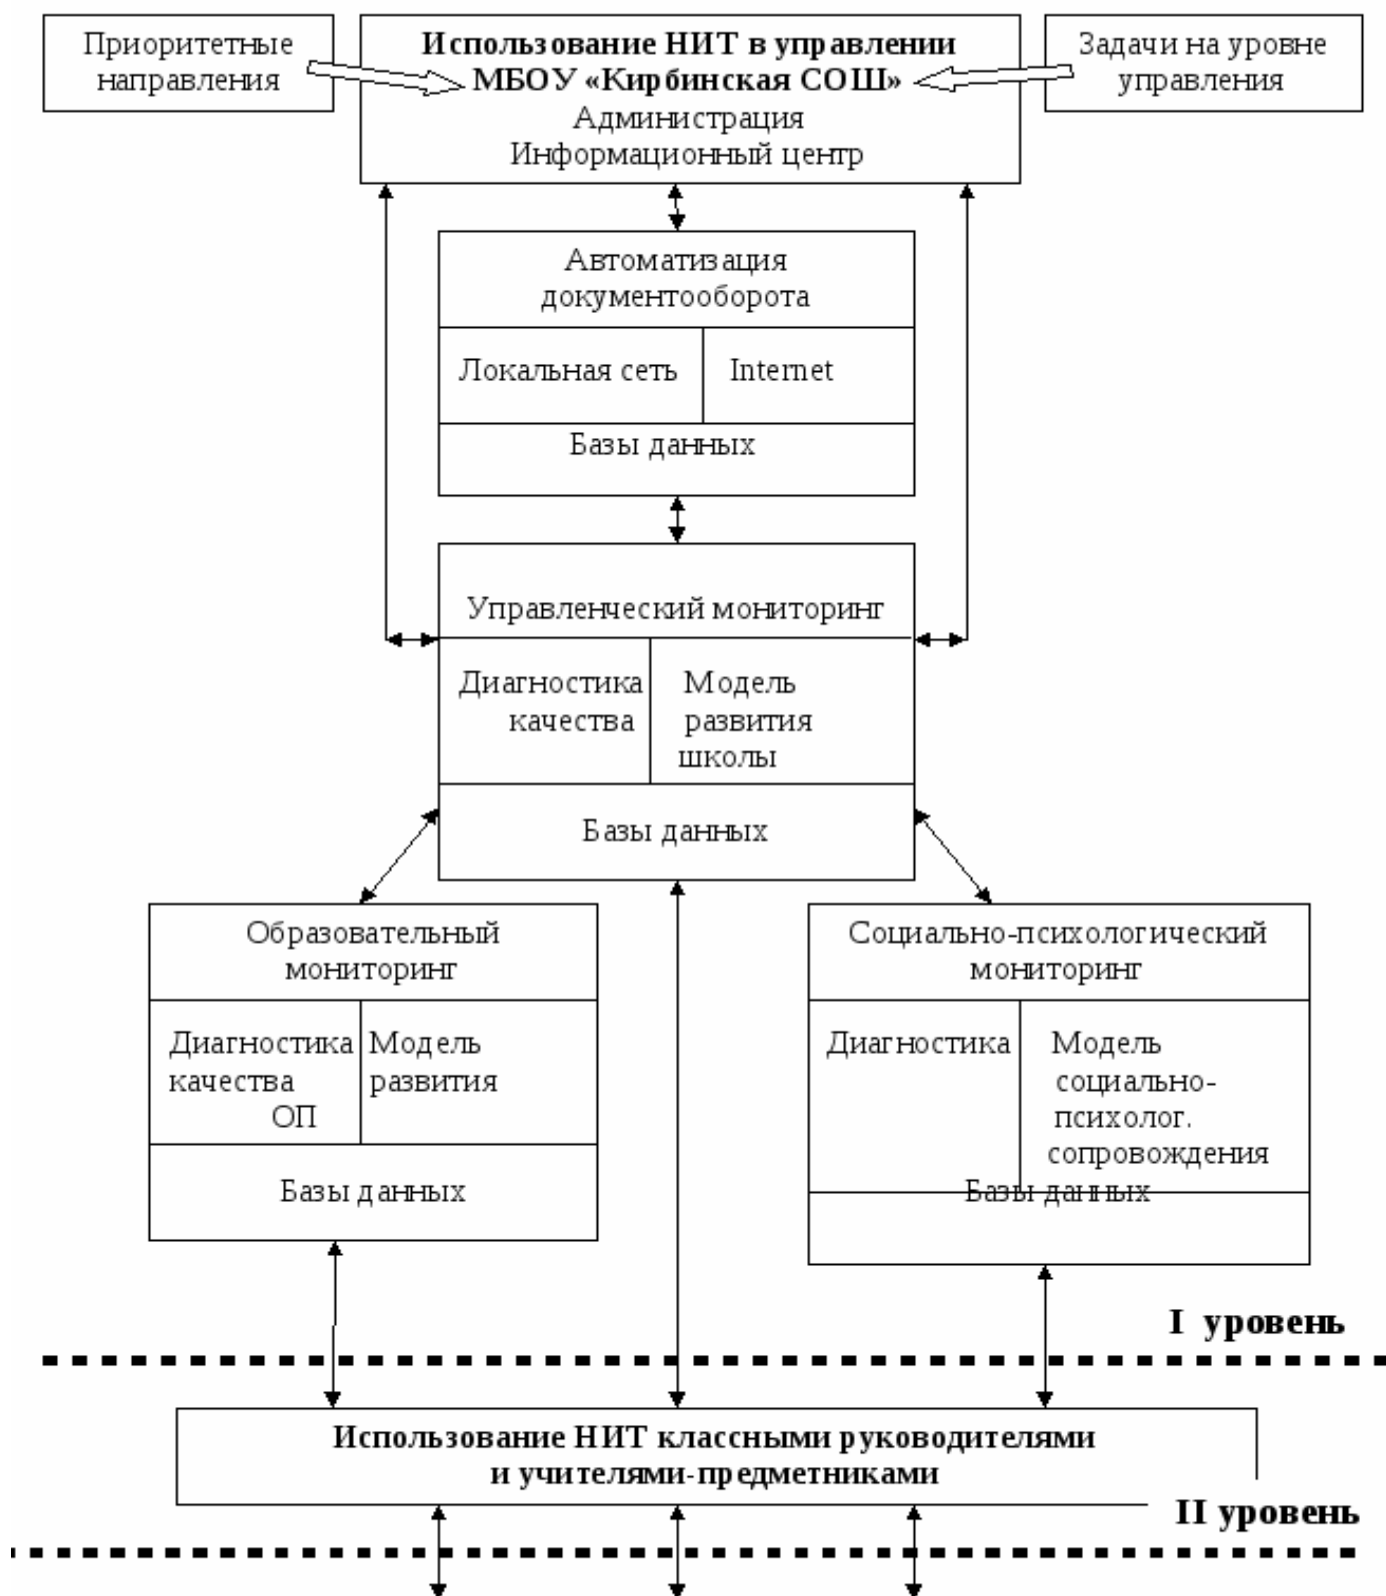 Приоритетные
направления
Использование НИТ в управлении
МБОУ «Кирбинская СОШ»
Администрация
Информационный центр
Задачи на уровне
управления
Автоматизация
документооборота
Локальная сеть
Internet
Базы данных
Управленческий мониторинг
Диагностика
качества
Модель
развития
школы
Базы данных
Образовательный
мониторинг
Диагностика
качества
ОП
Модель
развития
Базы данных
Социально-психологический
мониторинг
Диагностика
Модель
социально-
психолог.
сопровождения
Базы данных
I уровень
Использование НИТ классными руководителями
и учителями-предметниками
II уровень